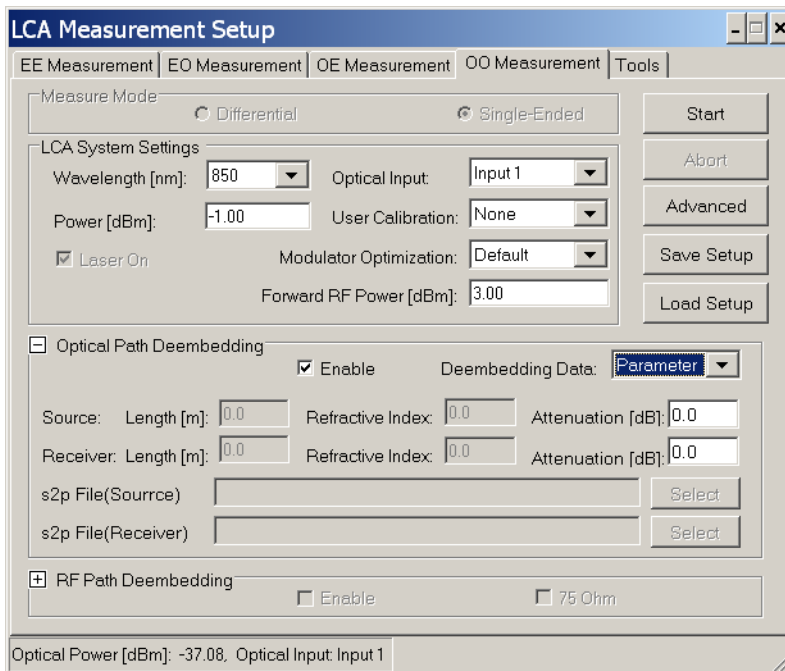 LCA Measurement Setup
EE Measurement EO Measurement OE Measurement OO Measurement Tools
Measure Mode
Differential Single-Ended
Start
LCA System Settings
Wavelength [nm]: 850 Optical Input: Input 1
Abort
Power [dBm]: -1.00 User Calibration: None
Advanced
Laser On Modulator Optimization: Default
Save Setup
Forward RF Power [dBm]: 3.00
Load Setup
Optical Path Deembedding
Enable Deembedding Data: Parameter
Source: Length [m]: 0.0 Refractive Index: 0.0 Attenuation [dB]: 0.0
Receiver: Length [m]: 0.0 Refractive Index: 0.0 Attenuation [dB]: 0.0
s2p File(Sourrce) Select
s2p File(Receiver) Select
RF Path Deembedding
Enable 75 Ohm
Optical Power [dBm]: -37.08, Optical Input: Input 1